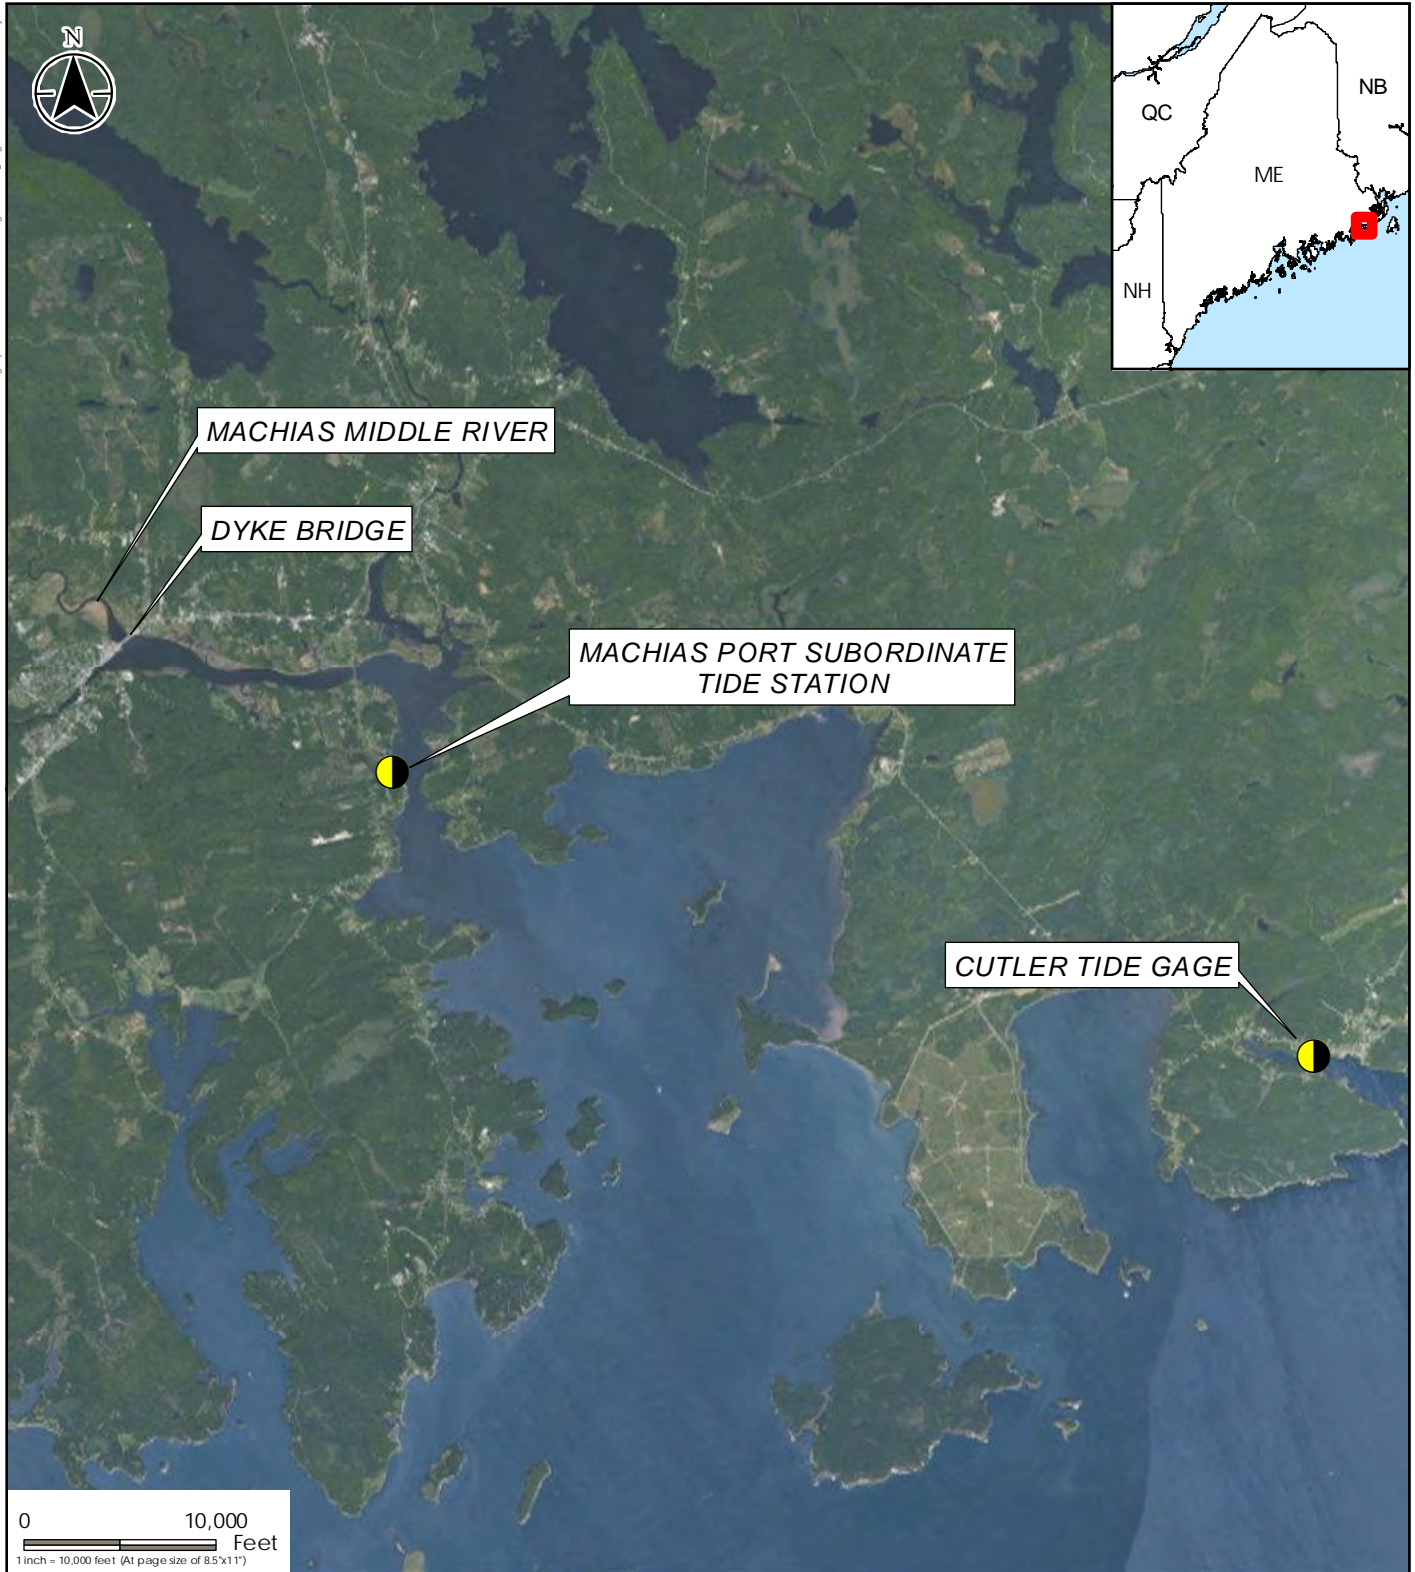 N
QC
NB
ME
NH
MACHIAS MIDDLE RIVER
DYKE BRIDGE
MACHIAS PORT SUBORDINATE
TIDE STATION
CUTLER TIDE GAGE
0 10,000
Feet
1 inch = 10,000 feet (At page size of 8.5"x11")